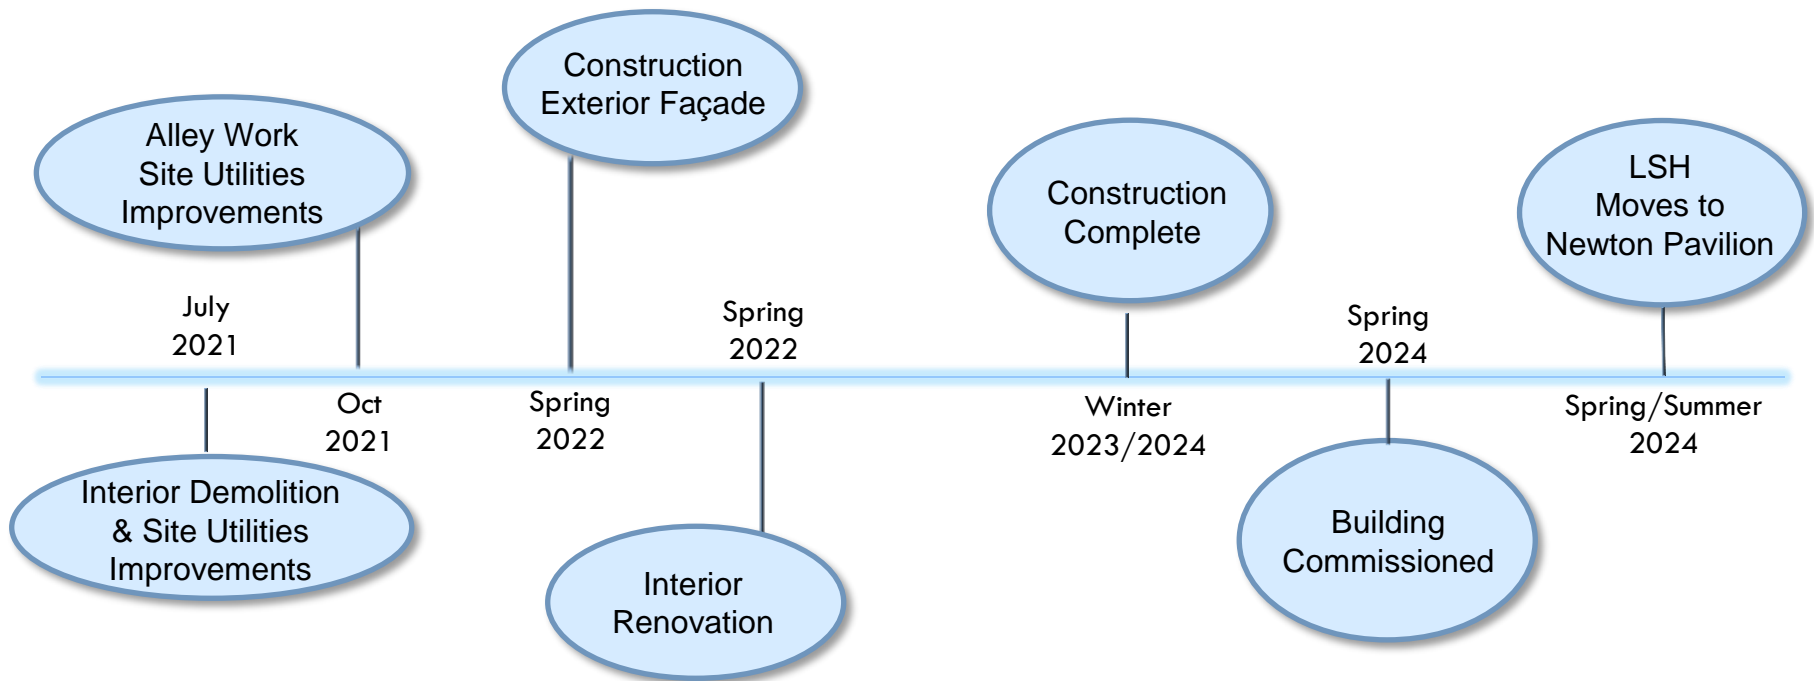 Construction
Exterior Façade
Alley Work
Site Utilities
Improvements
Construction
Complete
LSH
Moves to
Newton Pavilion
July
2021
Spring
2022
Spring
2024
Oct
2021
Spring
2022
Winter
2023/2024
Spring/Summer
2024
Interior Demolition
& Site Utilities
Improvements
Interior
Renovation
Building
Commissioned